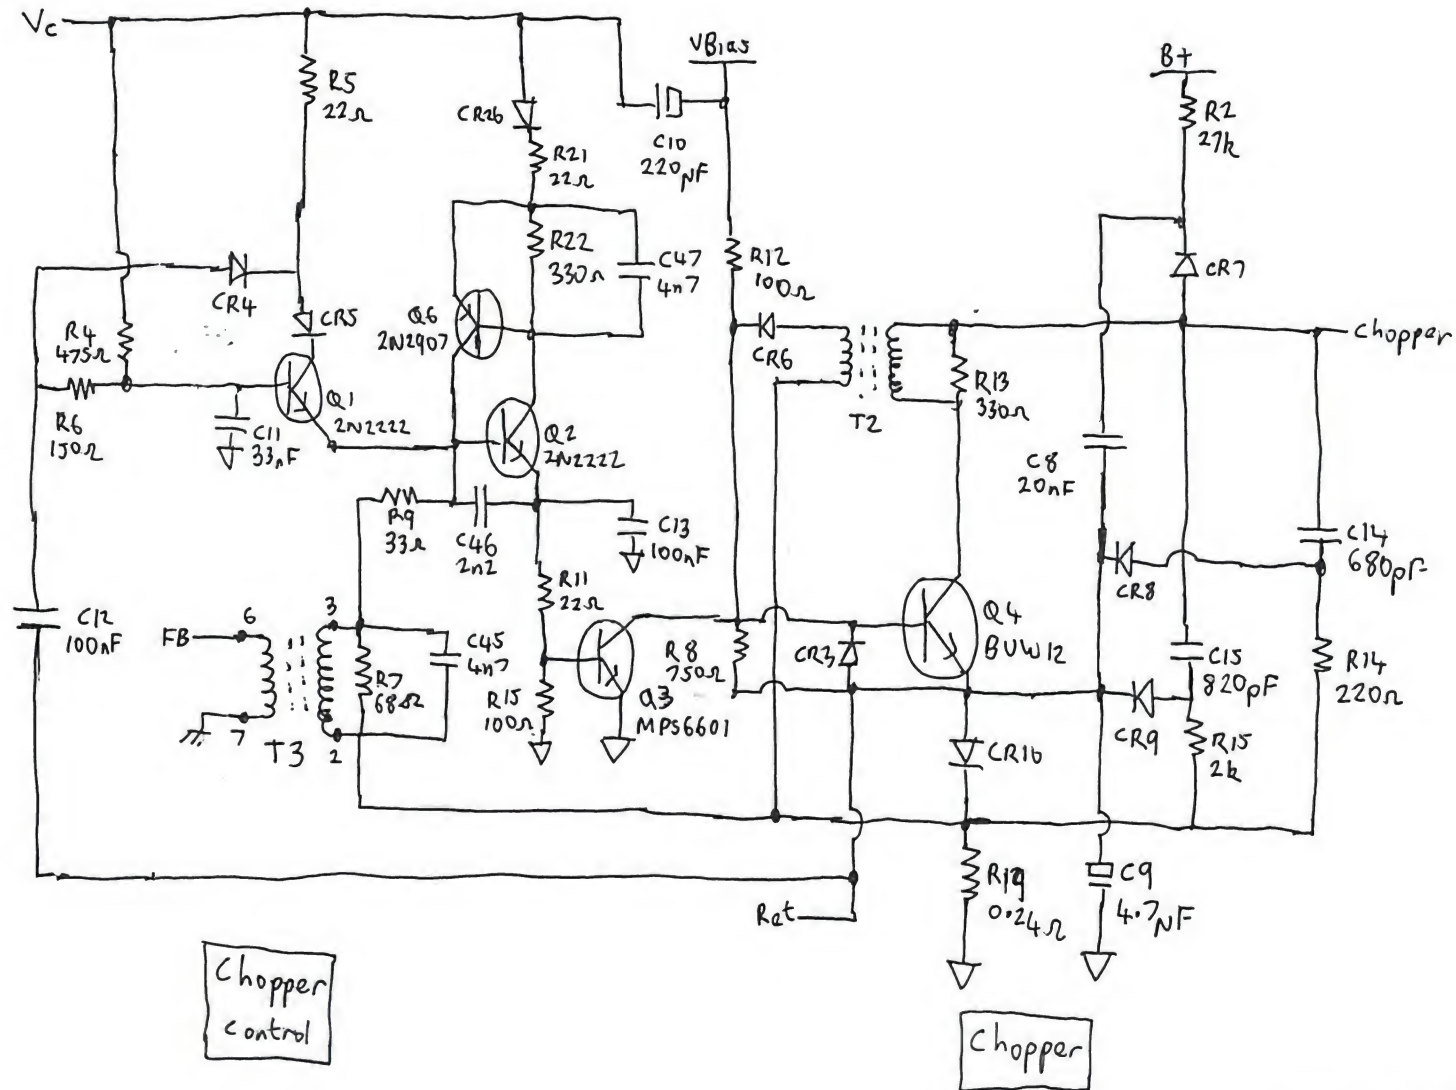 Vc
R5
22Ω
CR26
R21
22Ω
C10
220µF
VBias
B+
R2
27k
R22
330Ω
C47
4n7
R12
100Ω
CR7
CR4
R4
475Ω
CR5
Q6
2N2907
CR6
T2
R13
330Ω
Chopper
R6
150Ω
C11
33nF
Q1
2N2222
Q2
2N2222
C8
20nF
R9
33Ω
C46
2n2
C13
100nF
C14
680pF
CR8
C12
100nF
FB
6
3
7
2
T3
R7
68Ω
C45
4n7
R11
22Ω
R15
100Ω
Q3
MPS6601
R8
750Ω
CR3
Q4
BUW12
C15
820pF
R14
220Ω
CR9
R15
2k
CR10
R19
0.24Ω
C9
4.7µF
Ret
Chopper
control
Chopper